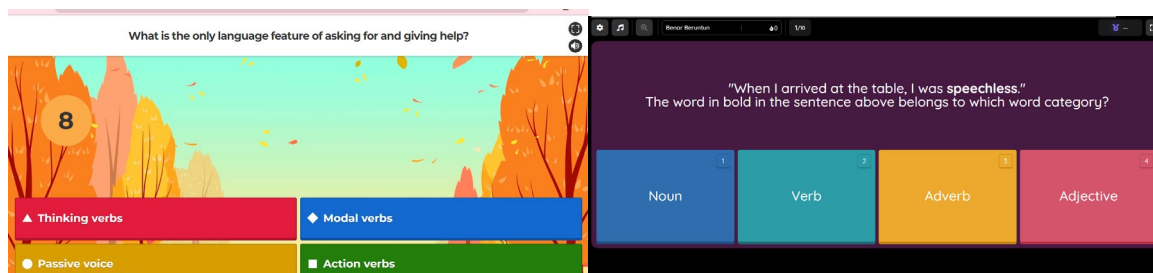 What is the only language feature of asking for and giving help?
8
Thinking verbs
Modal verbs
Passive voice
Action verbs
Benar Beruntun
0
1/10
"When I arrived at the table, I was speechless."
The word in bold in the sentence above belongs to which word category?
1
Noun
2
Verb
3
Adverb
4
Adjective